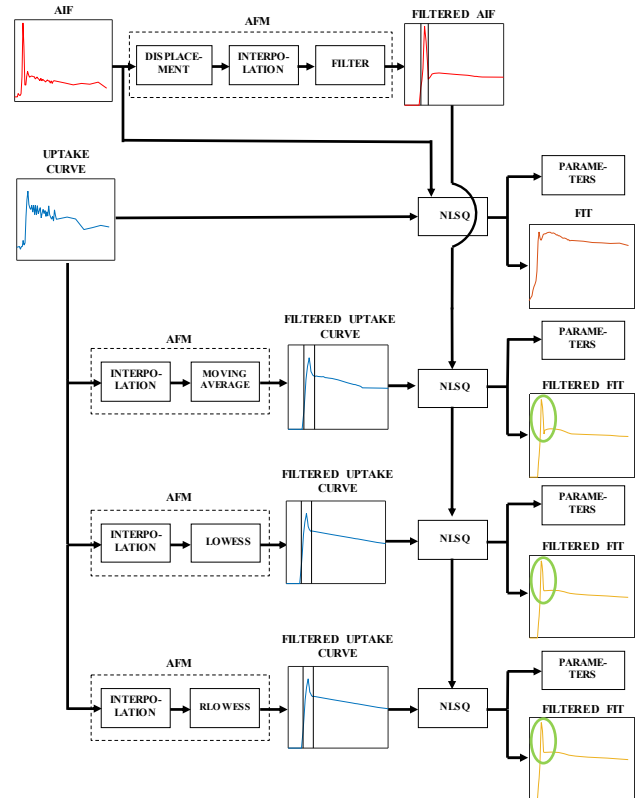 AIF
AFM
FILTERED AIF
DISPLACE-
MENT
INTERPO-
LATION
FILTER
UPTAKE
CURVE
NLSQ
PARAME-
TERS
FIT
AFM
INTERPO-
LATION
MOVING
AVERAGE
FILTERED UPTAKE
CURVE
NLSQ
PARAME-
TERS
FILTERED FIT
AFM
INTERPO-
LATION
LOWESS
FILTERED UPTAKE
CURVE
NLSQ
PARAME-
TERS
FILTERED FIT
AFM
INTERPO-
LATION
RLOWESS
FILTERED UPTAKE
CURVE
NLSQ
PARAME-
TERS
FILTERED FIT